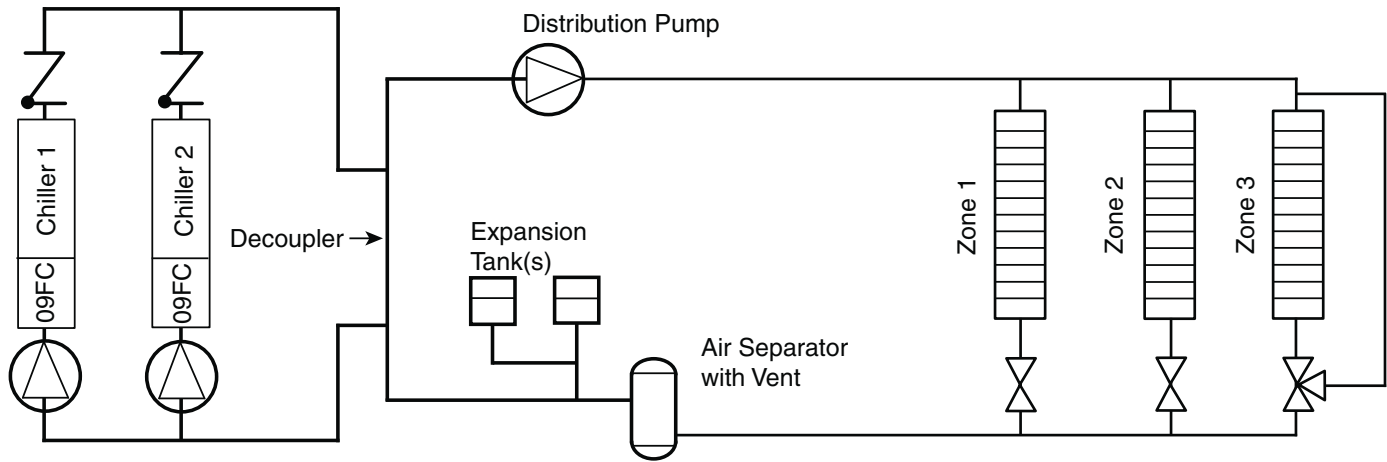 Distribution Pump
Chiller 1
09FC
Chiller 2
09FC
Decoupler
Expansion
Tank(s)
Air Separator
with Vent
Zone 1
Zone 2
Zone 3